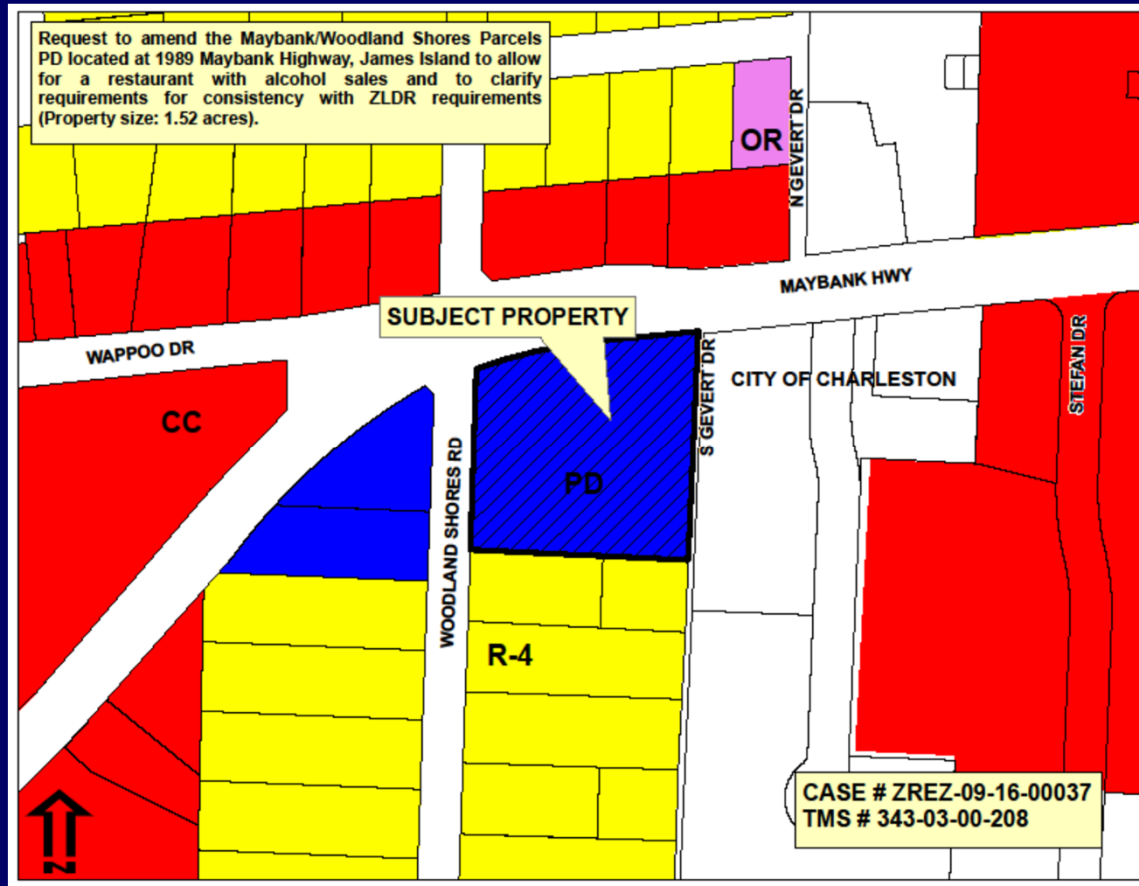 Request to amend the Maybank/Woodland Shores Parcels
PD located at 1989 Maybank Highway, James Island to allow
for a restaurant with alcohol sales and to clarify
requirements for consistency with ZLDR requirements
(Property size: 1.52 acres).
OR
N GEVERT DR
MAYBANK HWY
SUBJECT PROPERTY
WAPPOO DR
STEFAN DR
S GEVERT DR
CITY OF CHARLESTON
CC
PD
WOODLAND SHORES RD
R-4
CASE # ZREZ-09-16-00037
TMS # 343-03-00-208
N